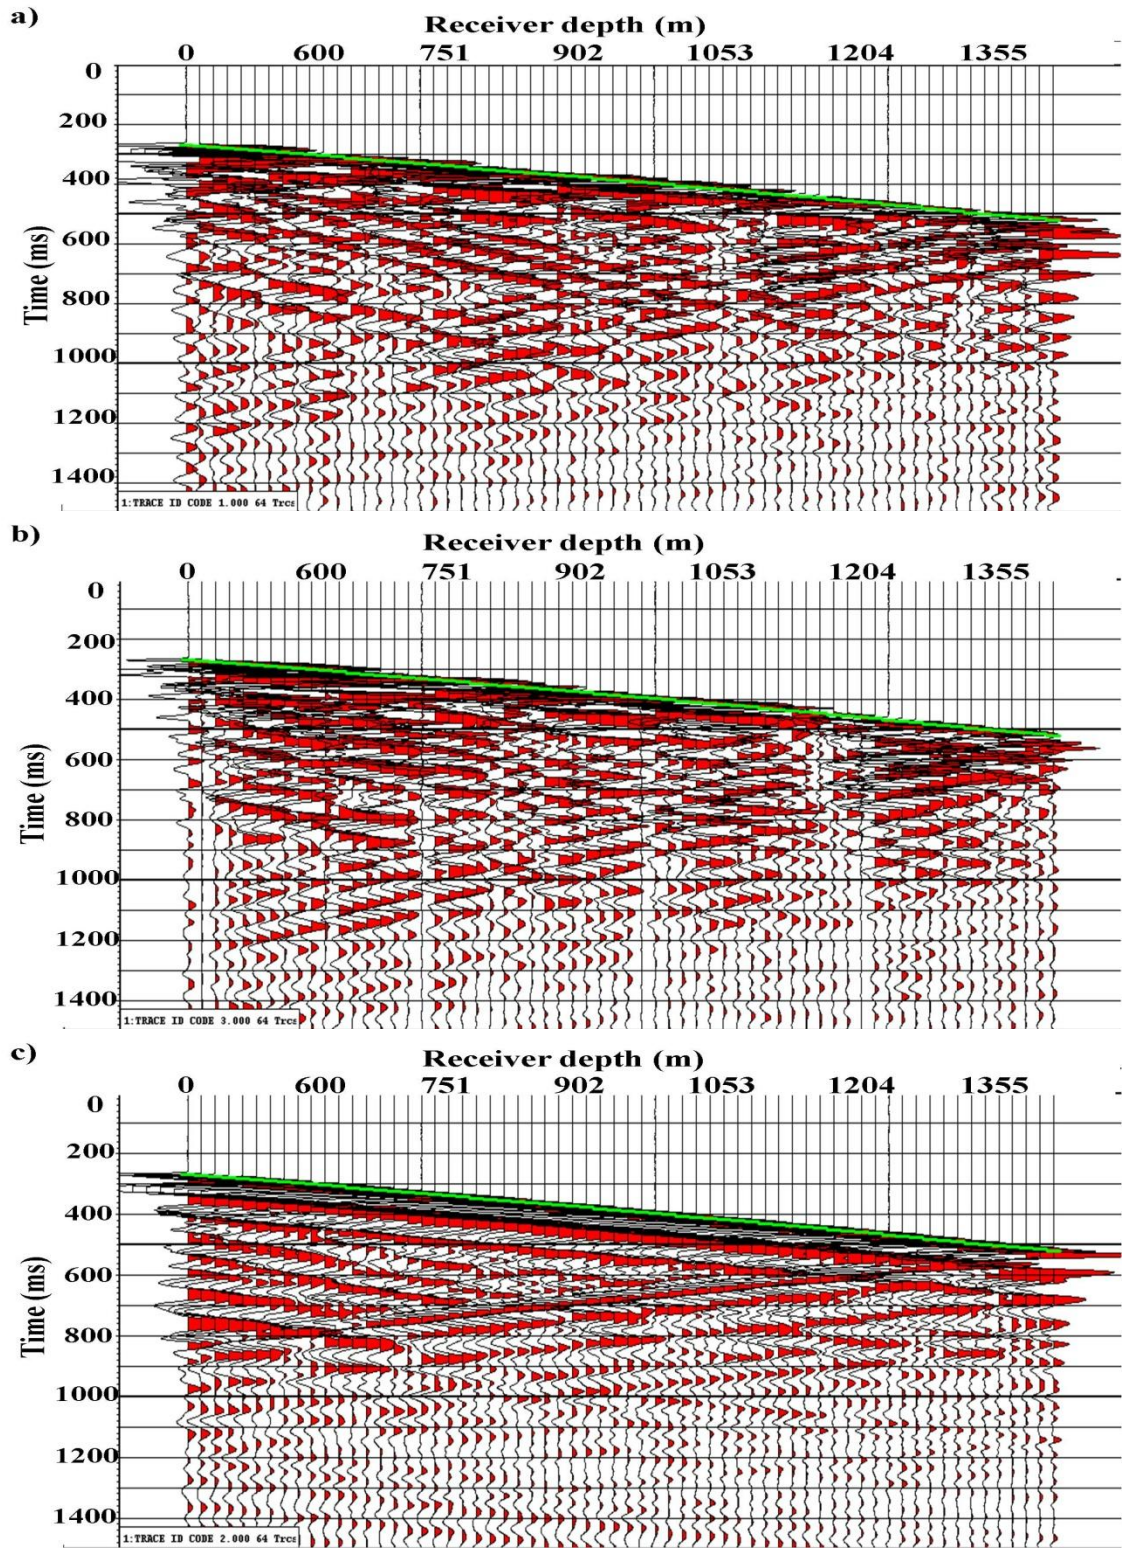 a)
Receiver depth (m)
0 600 751 902 1053 1204 1355
0
200
400
600
800
1000
1200
1400
Time (ms)
1:TRACE ID CODE 1.000 64 Trcs
b)
Receiver depth (m)
0 600 751 902 1053 1204 1355
0
200
400
600
800
1000
1200
1400
Time (ms)
1:TRACE ID CODE 3.000 64 Trcs
c)
Receiver depth (m)
0 600 751 902 1053 1204 1355
0
200
400
600
800
1000
1200
1400
Time (ms)
1:TRACE ID CODE 2.000 64 Trcs